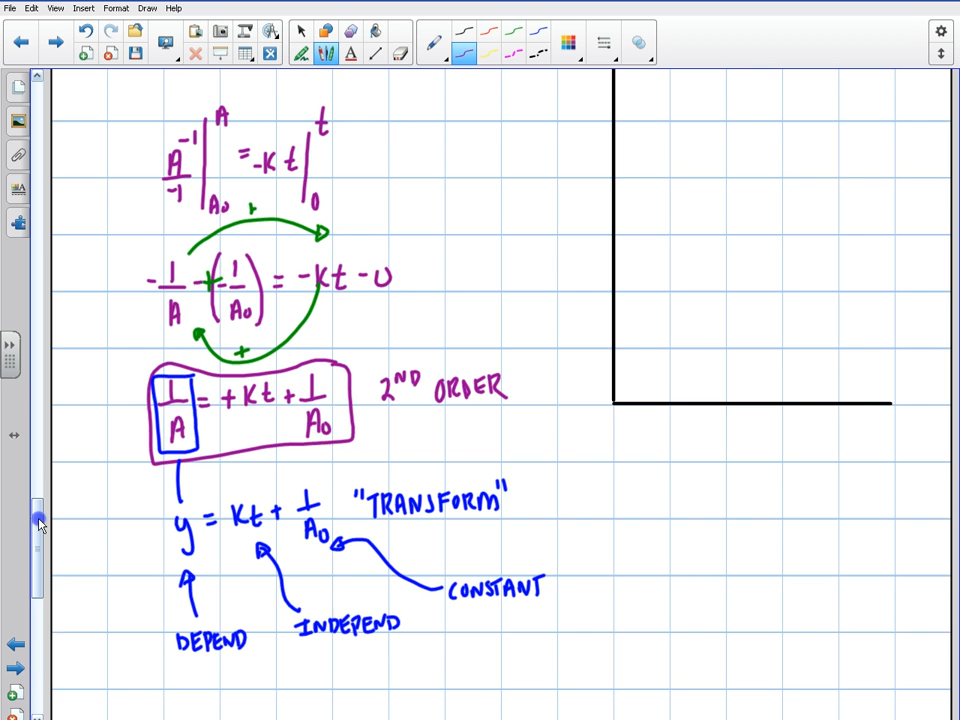 File Edit View Insert Format Draw Help
A t
A⁻¹ = -Kt
-1 A₀ 0
+
- 1/A - + (- 1/A₀) = -Kt - 0
+
1/A = +Kt + 1/A₀ 2ND ORDER
y = Kt + 1/A₀ "TRANSFORM"
CONSTANT
INDEPEND
DEPEND